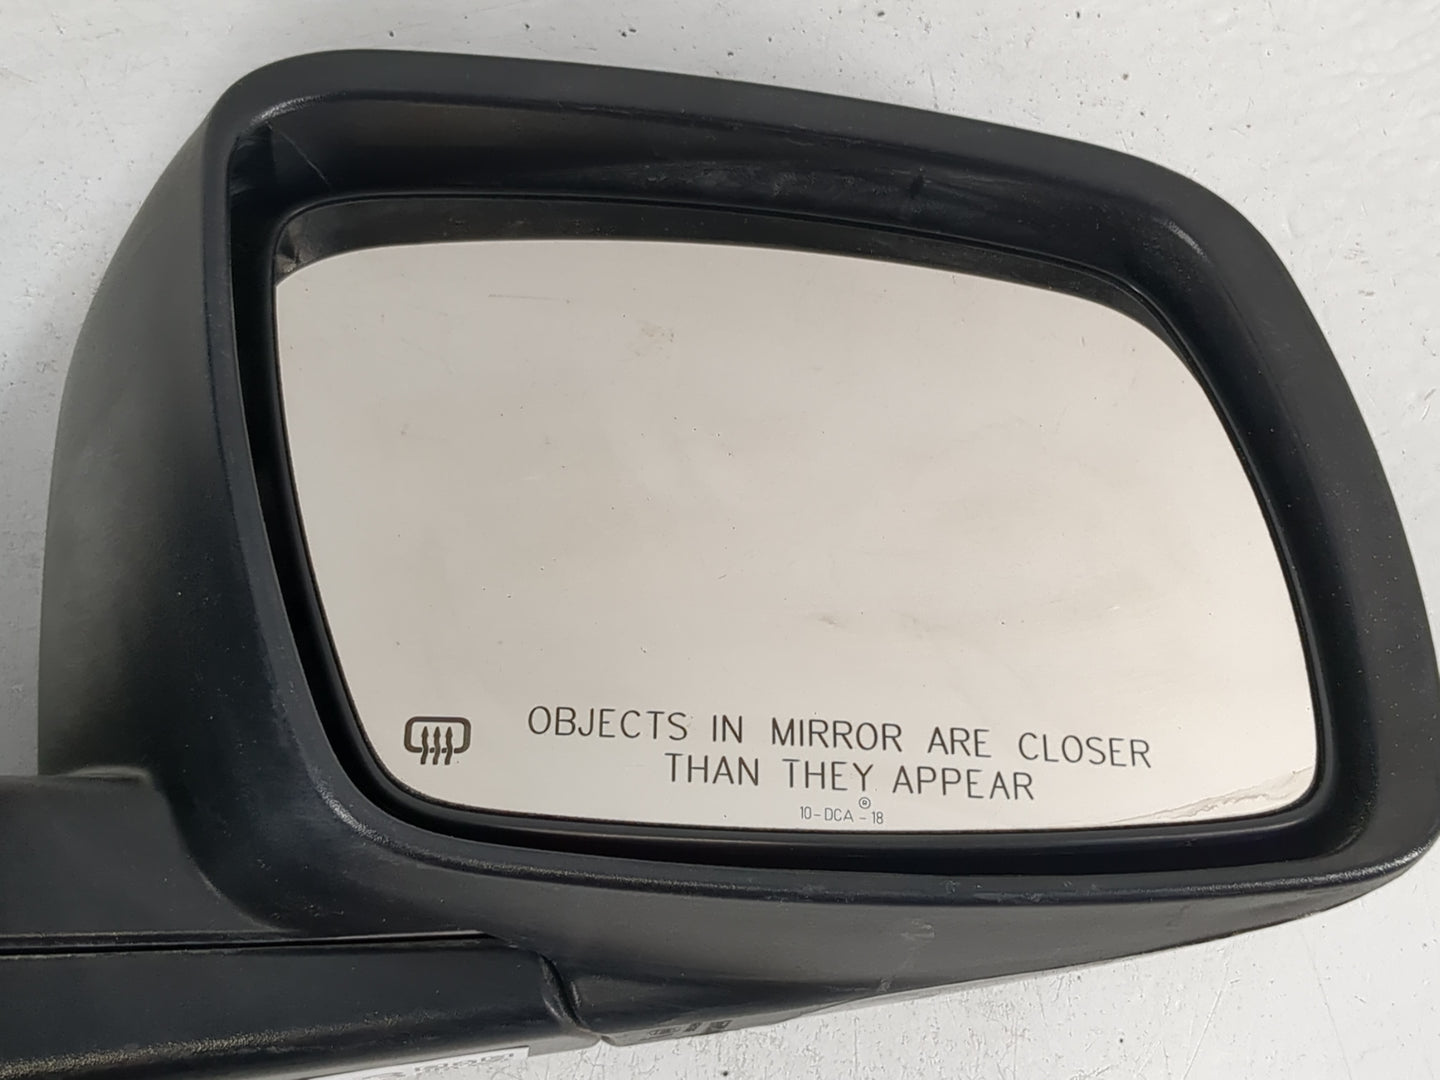 OBJECTS IN MIRROR ARE CLOSER
THAN THEY APPEAR
®
10-DCA-18